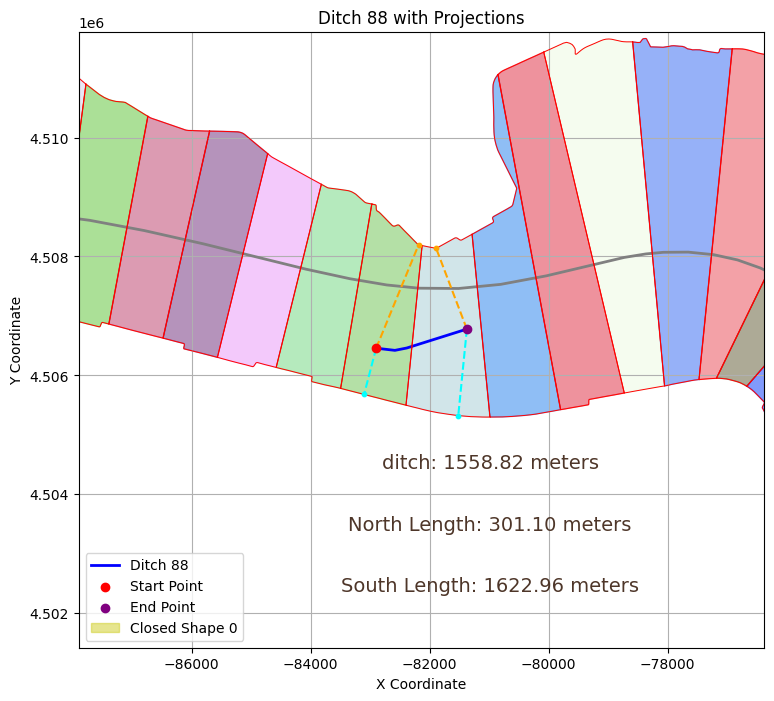 Ditch 88 with Projections
1e6
4.510
4.508
4.506
4.504
4.502
Y Coordinate
ditch: 1558.82 meters
North Length: 301.10 meters
South Length: 1622.96 meters
Ditch 88
Start Point
End Point
Closed Shape 0
−86000 −84000 −82000 −80000 −78000
X Coordinate